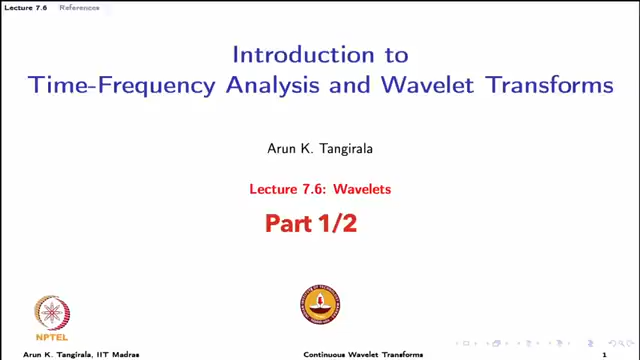 Lecture 7.6 References
Introduction to
Time-Frequency Analysis and Wavelet Transforms
Arun K. Tangirala
Lecture 7.6: Wavelets
Part 1/2
NPTEL
Arun K. Tangirala, IIT Madras Continuous Wavelet Transforms 1